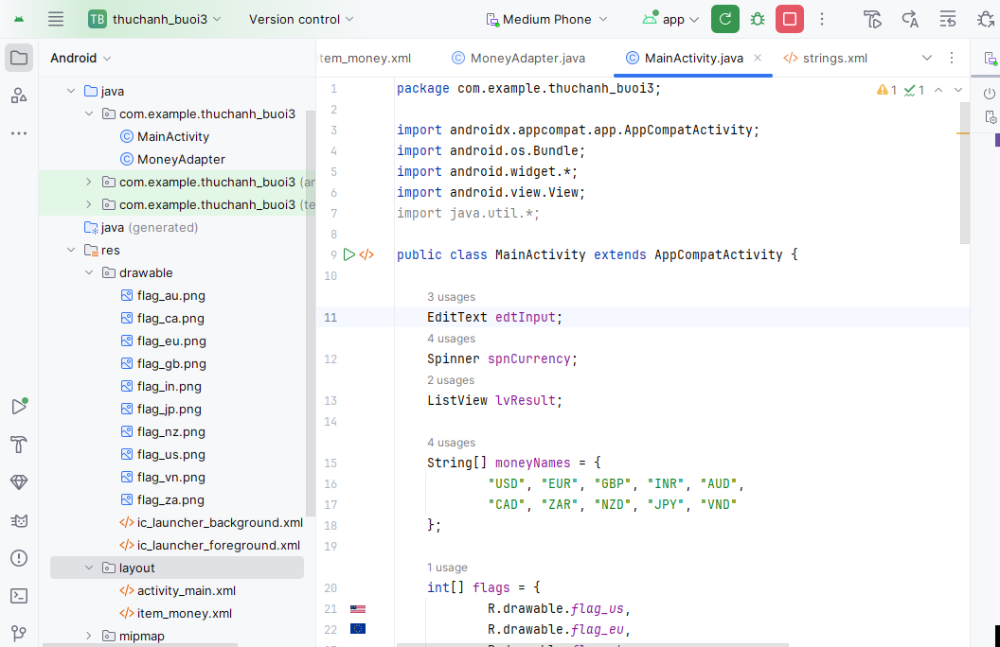 TB thuchanh_buoi3 Version control Medium Phone app
Android
item_money.xml MoneyAdapter.java MainActivity.java strings.xml
java
com.example.thuchanh_buoi3
MainActivity
MoneyAdapter
com.example.thuchanh_buoi3 (an
com.example.thuchanh_buoi3 (te
java (generated)
res
drawable
flag_au.png
flag_ca.png
flag_eu.png
flag_gb.png
flag_in.png
flag_jp.png
flag_nz.png
flag_us.png
flag_vn.png
flag_za.png
ic_launcher_background.xml
ic_launcher_foreground.xml
layout
activity_main.xml
item_money.xml
mipmap
1 package com.example.thuchanh_buoi3; 1 1
2
3 import androidx.appcompat.app.AppCompatActivity;
4 import android.os.Bundle;
5 import android.widget.*;
6 import android.view.View;
7 import java.util.*;
8
9 public class MainActivity extends AppCompatActivity {
10
3 usages
11 EditText edtInput;
4 usages
12 Spinner spnCurrency;
2 usages
13 ListView lvResult;
14
4 usages
15 String[] moneyNames = {
16 "USD", "EUR", "GBP", "INR", "AUD",
17 "CAD", "ZAR", "NZD", "JPY", "VND"
18 };
19
1 usage
20 int[] flags = {
21 R.drawable.flag_us,
22 R.drawable.flag_eu,